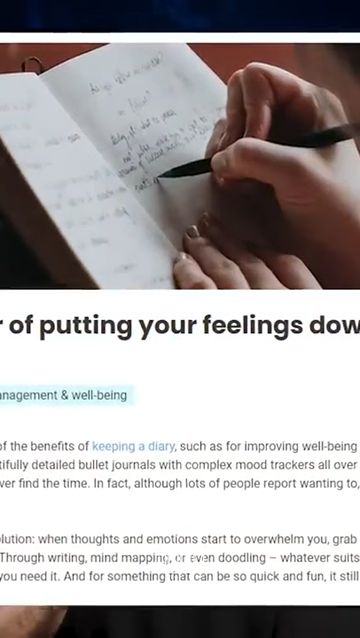 r of putting your feelings dow
anagement & well-being
of the benefits of keeping a diary, such as for improving well-being
tifully detailed bullet journals with complex mood trackers all over
ver find the time. In fact, although lots of people report wanting to,
olution: when thoughts and emotions start to overwhelm you, grab
Through writing, mind mapping, or even doodling – whatever suits
you need it. And for something that can be so quick and fun, it still